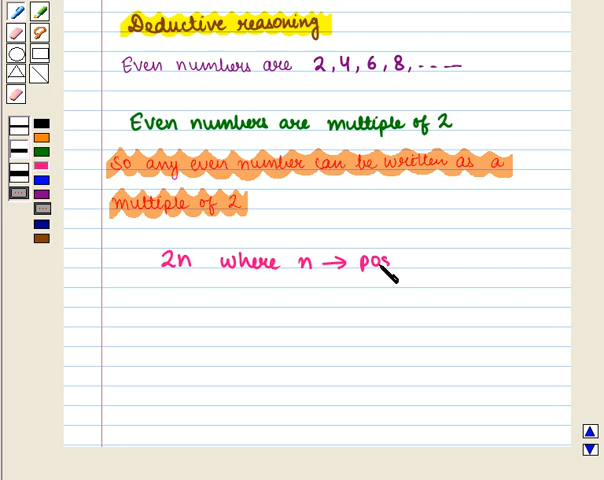 Deductive reasoning
Even numbers are 2, 4, 6, 8, -----
Even numbers are multiple of 2
So any even number can be written as a
multiple of 2
2n where n → pos